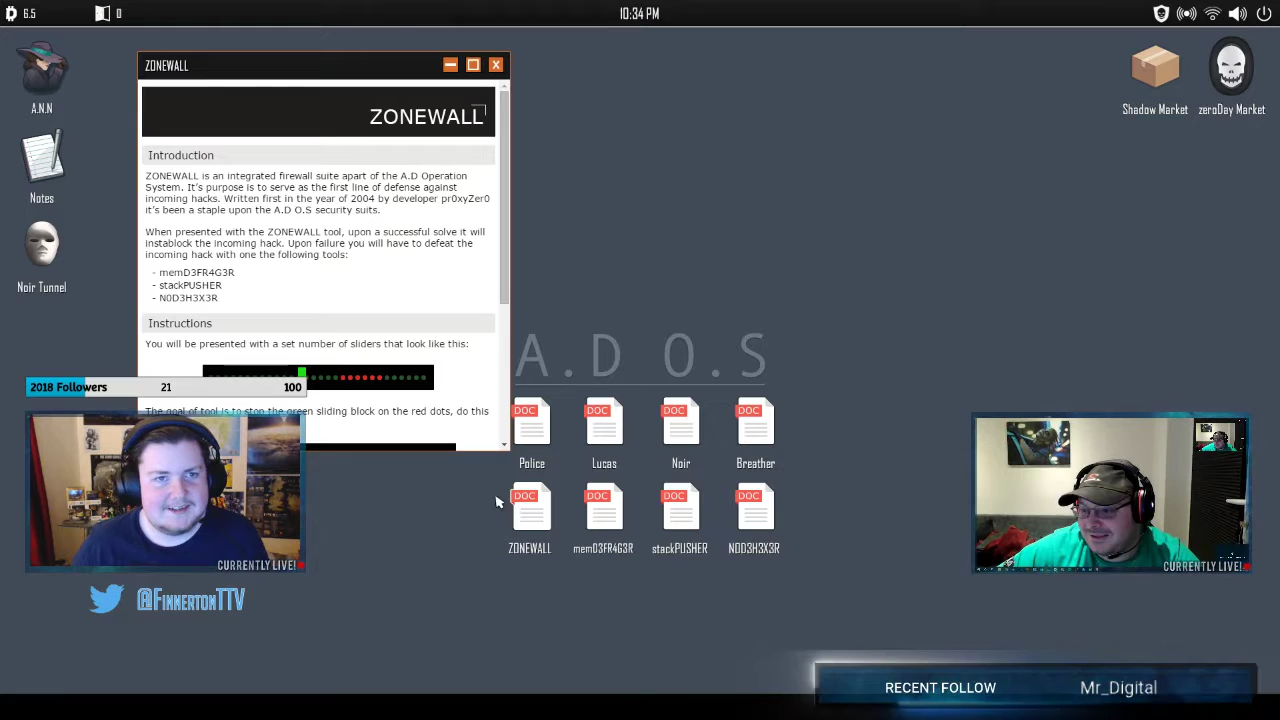 6.5
0
10:34 PM
A.N.N
Notes
Noir Tunnel
Shadow Market
zeroDay Market
ZONEWALL
ZONEWALL
Introduction
ZONEWALL is an integrated firewall suite apart of the A.D Operation
System. It's purpose is to serve as the first line of defense against
incoming hacks. Written first in the year of 2004 by developer pr0xyZer0
it's been a staple upon the A.D O.S security suits.
When presented with the ZONEWALL tool, upon a successful solve it will
instablock the incoming hack. Upon failure you will have to defeat the
incoming hack with one the following tools:
- memD3FR4G3R
- stackPUSHER
- N0D3H3X3R
Instructions
You will be presented with a set number of sliders that look like this:
The goal of tool is to stop the green sliding block on the red dots, do this
A.D O.S
DOC
DOC
DOC
DOC
Police
Lucas
Noir
Breather
DOC
DOC
DOC
DOC
ZONEWALL
memD3FR4G3R
stackPUSHER
N0D3H3X3R
2018 Followers
21
100
CURRENTLY LIVE!
@FinnertonTTV
CURRENTLY LIVE!
RECENT FOLLOW
Mr_Digital